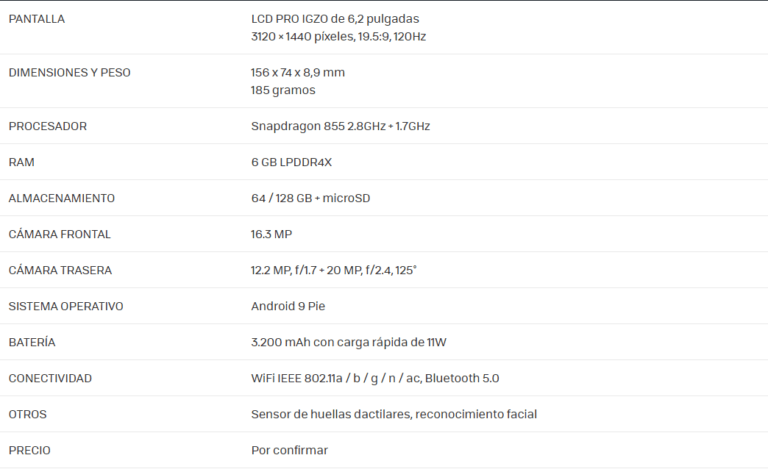 PANTALLA
LCD PRO IGZO de 6,2 pulgadas
3120 × 1440 píxeles, 19.5:9, 120Hz
DIMENSIONES Y PESO
156 x 74 x 8,9 mm
185 gramos
PROCESADOR
Snapdragon 855 2.8GHz + 1.7GHz
RAM
6 GB LPDDR4X
ALMACENAMIENTO
64 / 128 GB + microSD
CÁMARA FRONTAL
16.3 MP
CÁMARA TRASERA
12.2 MP, f/1.7 + 20 MP, f/2.4, 125°
SISTEMA OPERATIVO
Android 9 Pie
BATERÍA
3.200 mAh con carga rápida de 11W
CONECTIVIDAD
WiFi IEEE 802.11a / b / g / n / ac, Bluetooth 5.0
OTROS
Sensor de huellas dactilares, reconocimiento facial
PRECIO
Por confirmar